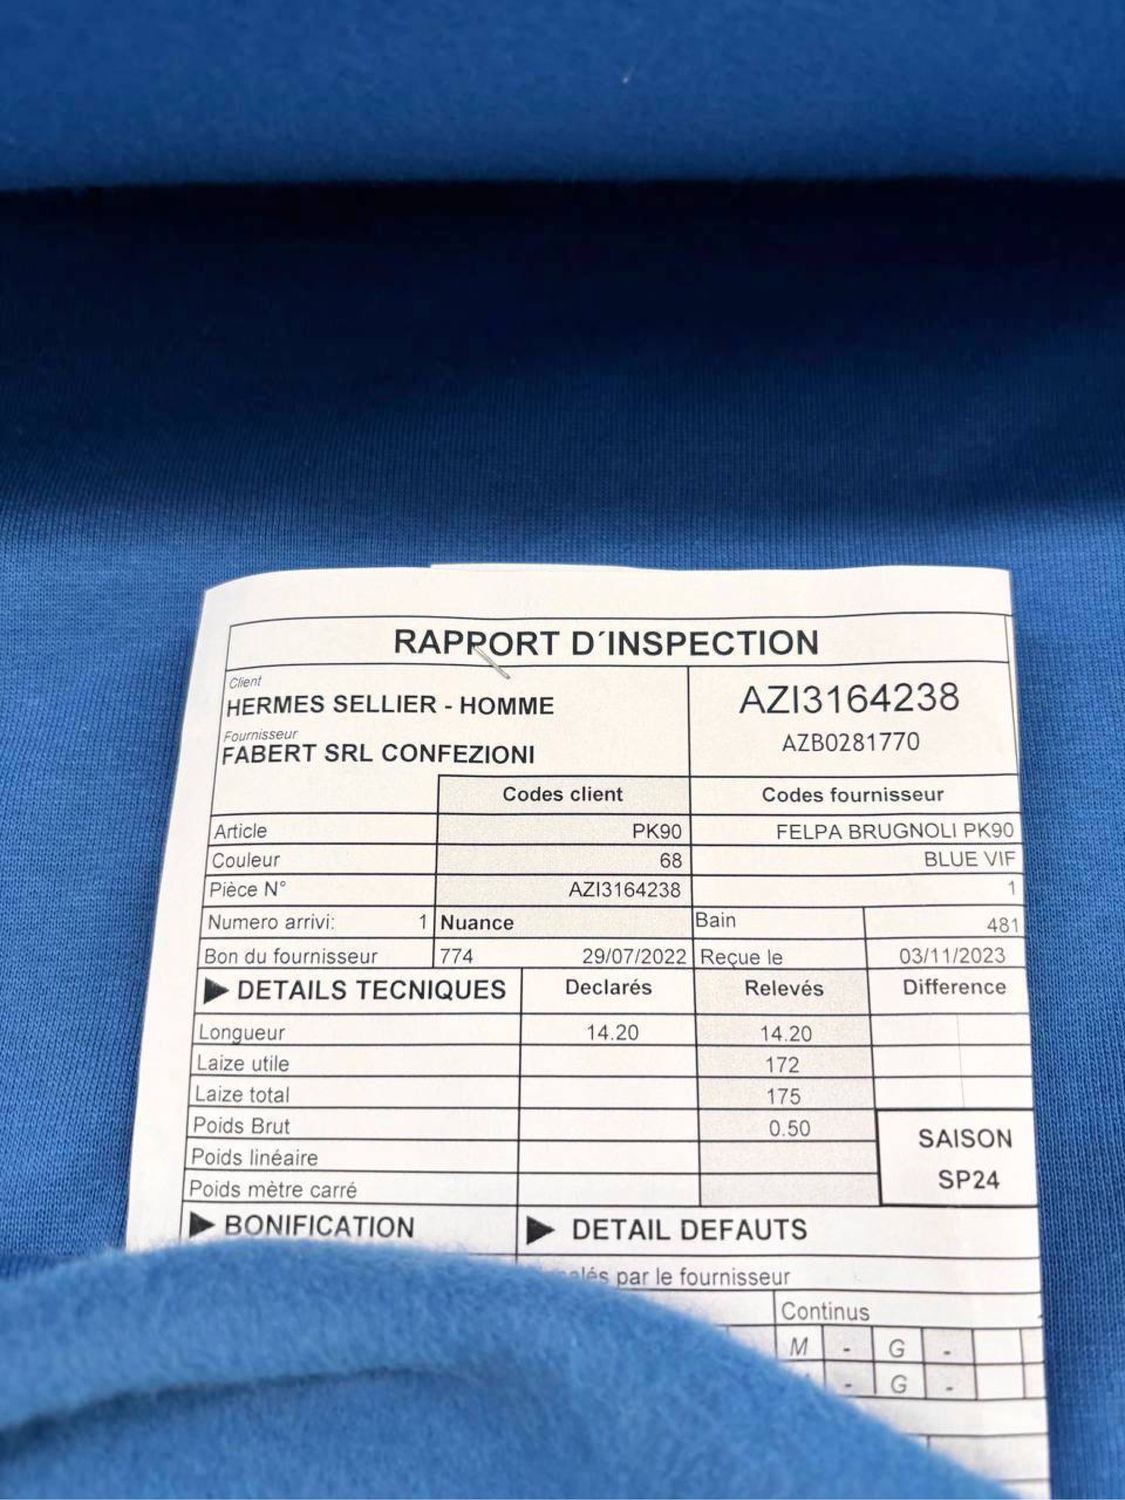 RAPPORT D´INSPECTION
Client
HERMES SELLIER - HOMME
AZI3164238
Fournisseur
AZB0281770
FABERT SRL CONFEZIONI
Codes client Codes fournisseur
Article PK90 FELPA BRUGNOLI PK90
Couleur 68 BLUE VIF
Pièce N° AZI3164238 1
Numero arrivi: 1 Nuance Bain 481
Bon du fournisseur 774 29/07/2022 Reçue le 03/11/2023
▶ DETAILS TECNIQUES Declarés Relevés Difference
Longueur 14.20 14.20
Laize utile 172
Laize total 175
Poids Brut 0.50
SAISON
Poids linéaire
SP24
Poids mètre carré
▶ BONIFICATION ▶ DETAIL DEFAUTS
par le fournisseur
Continus
M - G -
- G -